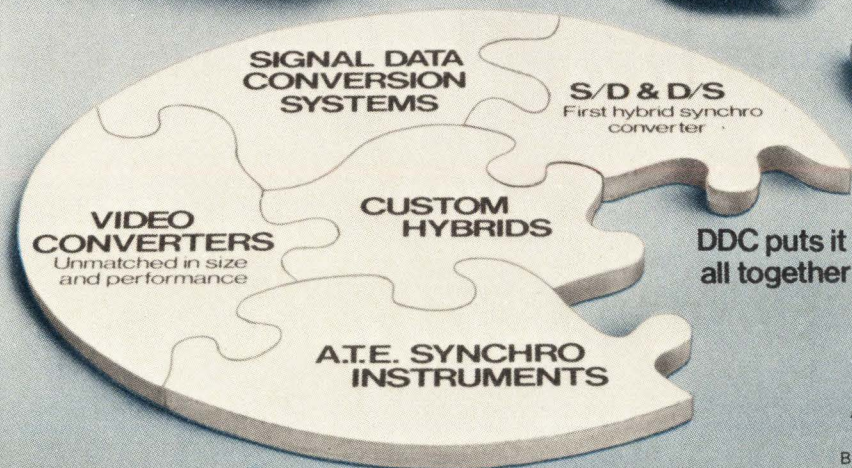 SIGNAL DATA
CONVERSION
SYSTEMS
S/D & D/S
First hybrid synchro
converter
VIDEO
CONVERTERS
Unmatched in size
and performance
CUSTOM
HYBRIDS
DDC puts it
all together
A.T.E. SYNCHRO
INSTRUMENTS
B